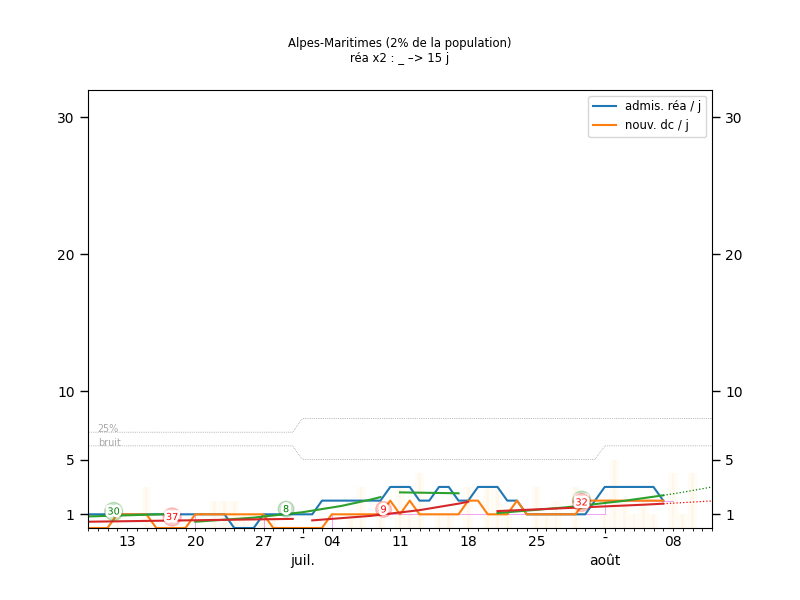 Alpes-Maritimes (2% de la population)
réa x2 : _ –> 15 j
admis. réa / j
nouv. dc / j
30 30
20 20
10 10
25%
bruit
5 5
30 37 8 9 32
1 1
13 20 27 - 04 11 18 25 - 08
juil. août